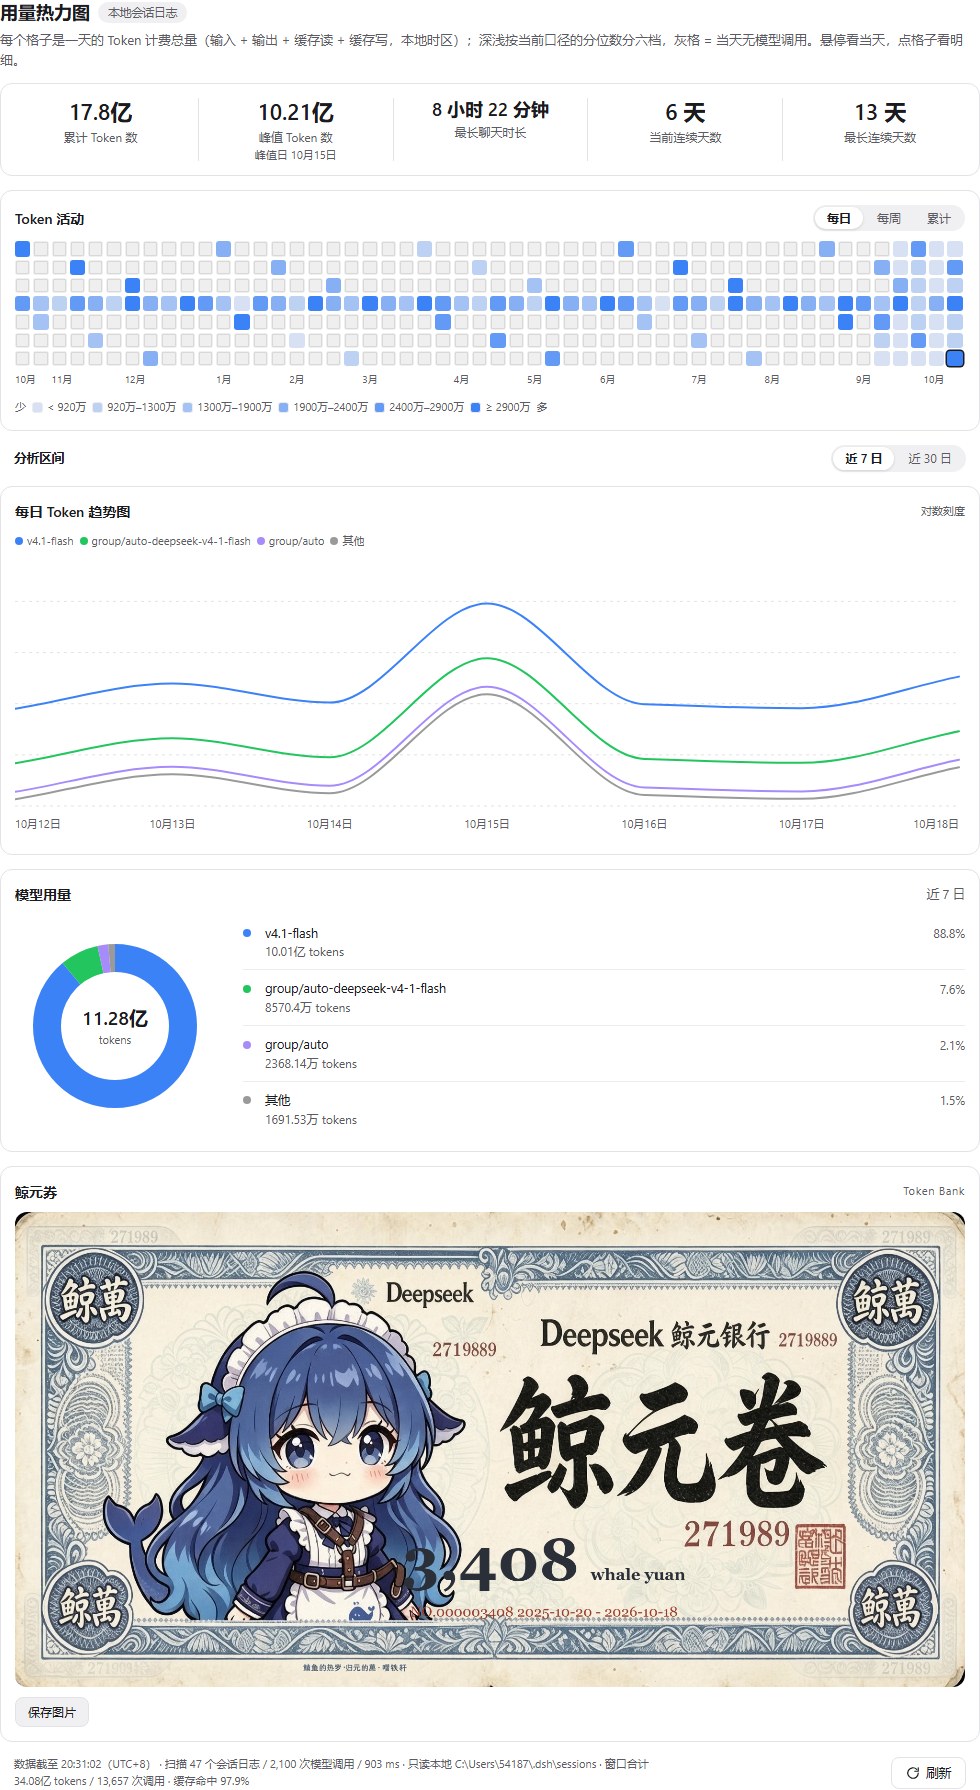 用量热力图 本地会话日志
每个格子是一天的 Token 计费总量（输入 + 输出 + 缓存读 + 缓存写，本地时区）；深浅按当前口径的分位数分六档，灰格 = 当天无模型调用。悬停看当天，点格子看明
细。
17.8亿 10.21亿 8 小时 22 分钟 6 天 13 天
累计 Token 数 峰值 Token 数 最长聊天时长 当前连续天数 最长连续天数
峰值日 10月15日
Token 活动 每日 每周 累计
10月 11月 12月 1月 2月 3月 4月 5月 6月 7月 8月 9月 10月
少 < 920万 920万–1300万 1300万–1900万 1900万–2400万 2400万–2900万 ≥ 2900万 多
分析区间 近 7 日 近 30 日
每日 Token 趋势图 对数刻度
v4.1-flash group/auto-deepseek-v4-1-flash group/auto 其他
10月12日 10月13日 10月14日 10月15日 10月16日 10月17日 10月18日
模型用量 近 7 日
11.28亿
tokens
v4.1-flash 88.8%
10.01亿 tokens
group/auto-deepseek-v4-1-flash 7.6%
8570.4万 tokens
group/auto 2.1%
2368.14万 tokens
其他 1.5%
1691.53万 tokens
鲸元券 Token Bank
271989 271989
鲸萬 鲸萬
Deepseek
2719889
Deepseek 鲸元银行 2719889
鲸元卷
271989
3,408 whale yuan
NO.000003408 2025-10-20 - 2026-10-18
鲸萬 鲸萬
271989
保存图片
数据截至 20:31:02（UTC+8） · 扫描 47 个会话日志 / 2,100 次模型调用 / 903 ms · 只读本地 C:\Users\54187\.dsh\sessions · 窗口合计
34.08亿 tokens / 13,657 次调用 · 缓存命中 97.9%
刷新